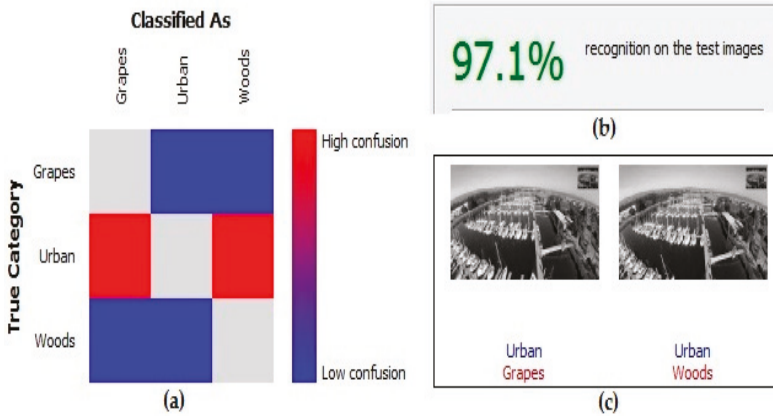 Classified As
Grapes
Urban
Woods
True Category
Grapes
Urban
Woods
High confusion
Low confusion
(a)
97.1%
recognition on the test images
(b)
Urban
Grapes
Urban
Woods
(c)